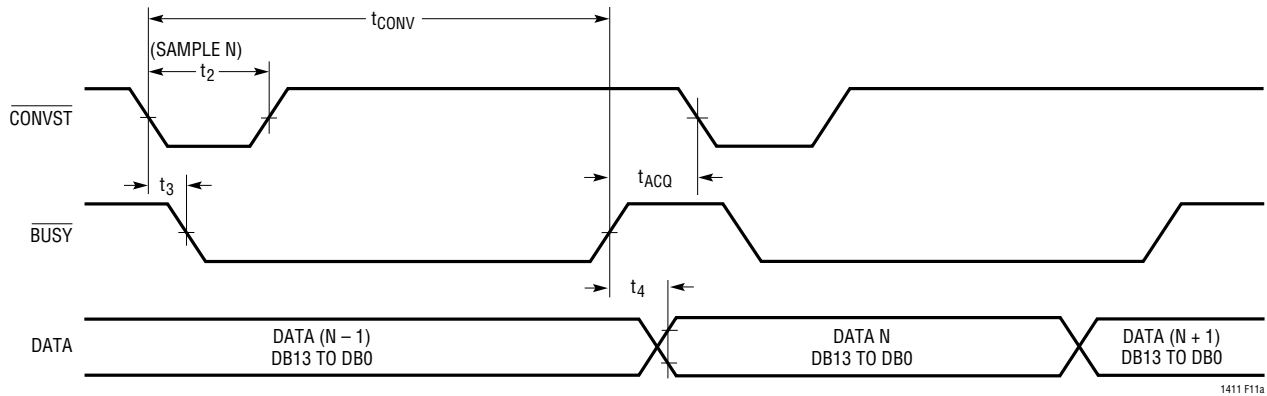 tCONV
(SAMPLE N)
t2
CONVST
t3
tACQ
BUSY
t4
DATA
DATA (N – 1)
DB13 TO DB0
DATA N
DB13 TO DB0
DATA (N + 1)
DB13 TO DB0
1411 F11a